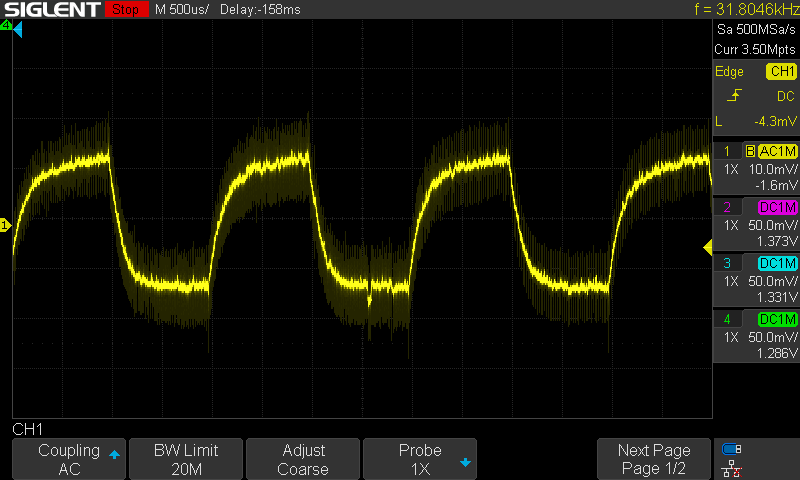 SIGLENT Stop M 500us/ Delay:-158ms f = 31.8046kHz
Sa 500MSa/s
Curr 3.50Mpts
Edge CH1
DC
L -4.3mV
1 B AC1M
1X 10.0mV/
-1.6mV
2 DC1M
1X 50.0mV/
1.373V
3 DC1M
1X 50.0mV/
1.331V
4 DC1M
1X 50.0mV/
1.286V
4
1
CH1
Coupling
AC
BW Limit
20M
Adjust
Coarse
Probe
1X
Next Page
Page 1/2